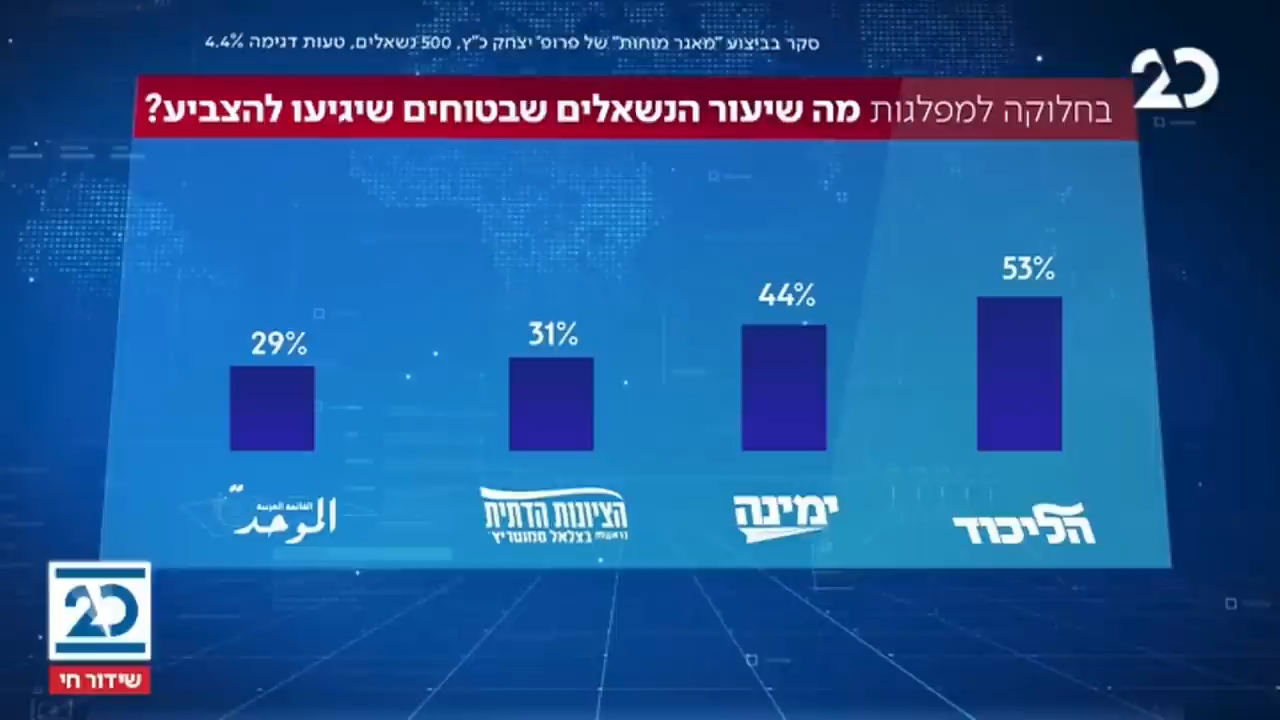 סקר בביצוע "מאגר מוחות" של פרופ' יצחק כ"ץ, 500 נשאלים, טעות דגימה 4.4%
20
בחלוקה למפלגות מה שיעור הנשאלים שבטוחים שיגיעו להצביע?
53%
44%
31%
29%
הליכוד
ימינה
הציונות הדתית
בראשות בצלאל סמוטריץ'
القائمة العربية
الموحدة
20
שידור חי